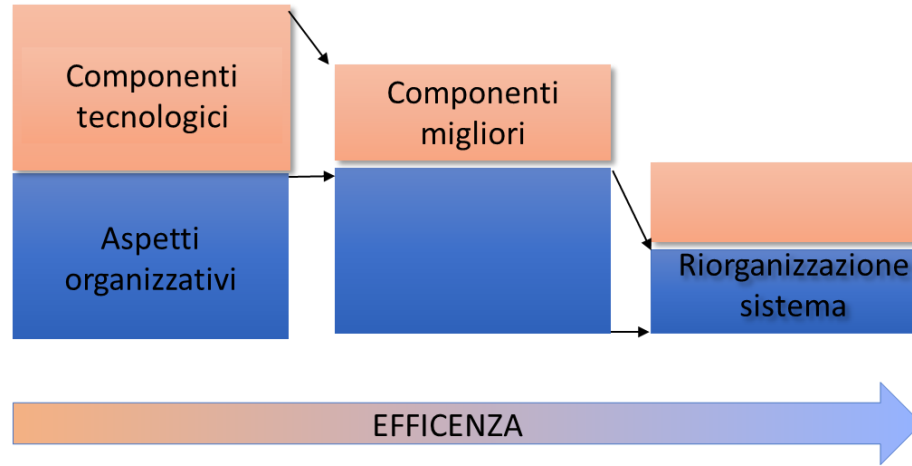 Componenti
tecnologici
Aspetti
organizzativi
Componenti
migliori
Riorganizzazione
sistema
EFFICENZA